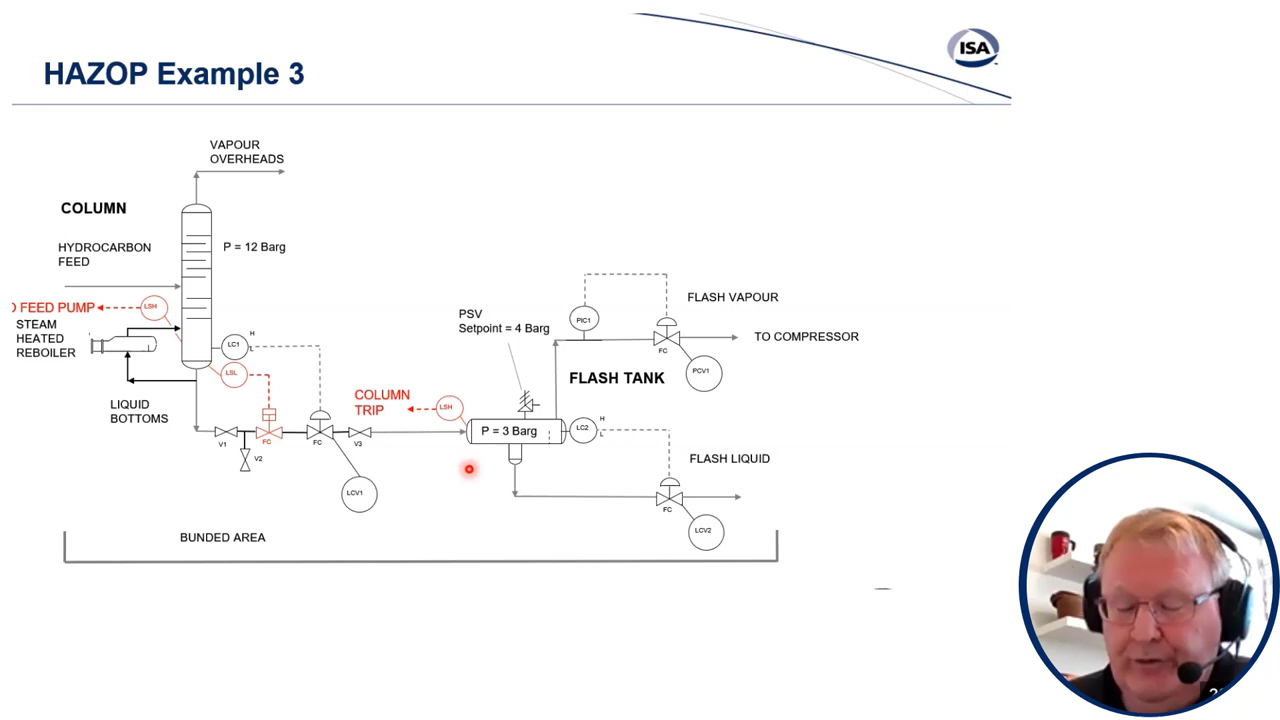 HAZOP Example 3
ISA
VAPOUR
OVERHEADS
COLUMN
P = 12 Barg
HYDROCARBON
FEED
FEED PUMP
LSH
STEAM
HEATED
REBOILER
LC1
H
L
LSL
LIQUID
BOTTOMS
V1
V2
FC
FC
V3
LCV1
COLUMN
TRIP
LSH
PSV
Setpoint = 4 Barg
PIC1
FLASH VAPOUR
TO COMPRESSOR
FC
PCV1
FLASH TANK
P = 3 Barg
LC2
H
L
FLASH LIQUID
FC
LCV2
BUNDED AREA